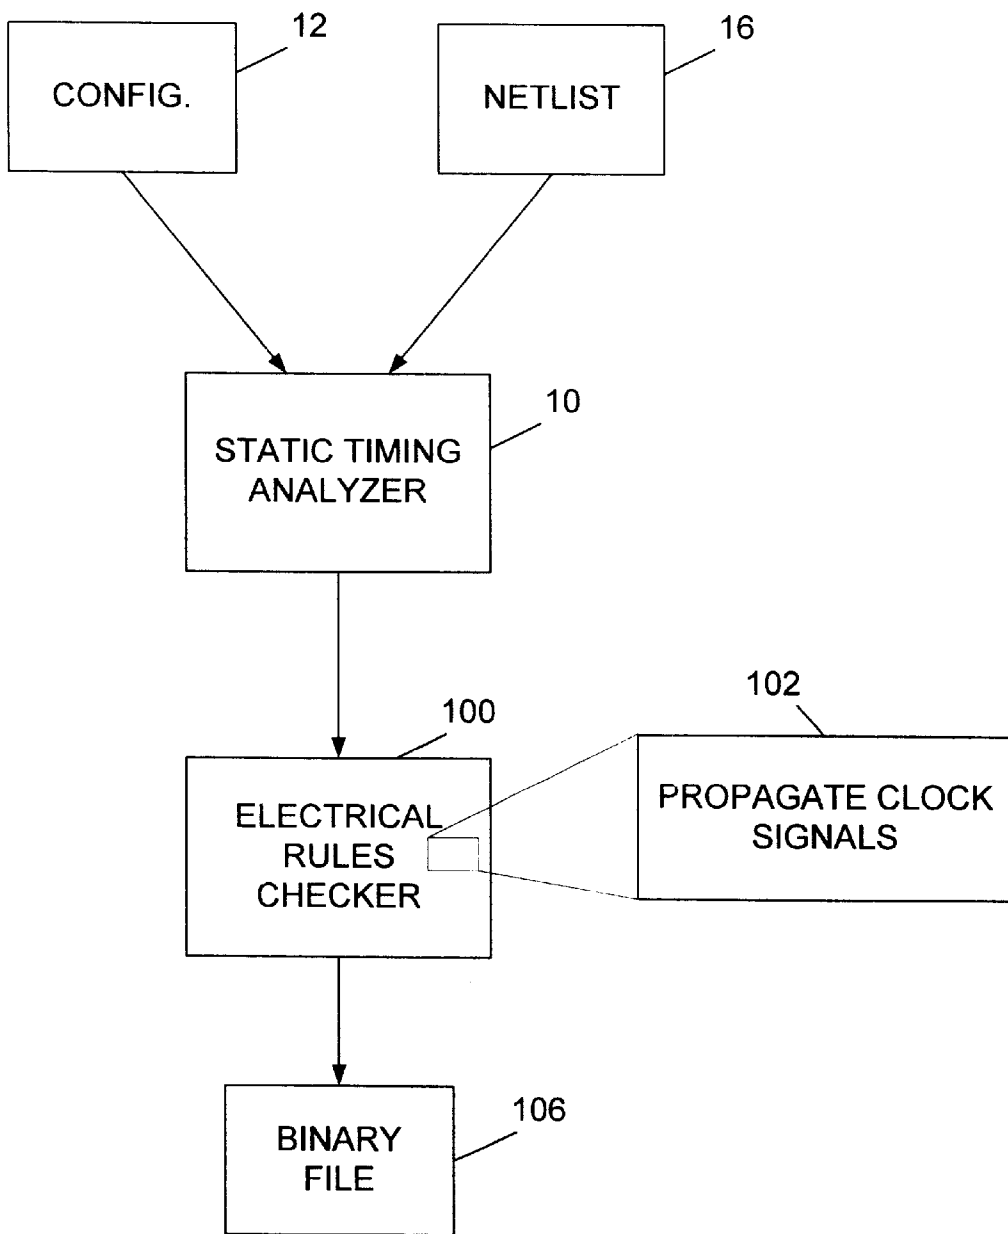 12
16
CONFIG.
NETLIST
10
STATIC TIMING
ANALYZER
100
102
ELECTRICAL
RULES
CHECKER
PROPAGATE CLOCK
SIGNALS
106
BINARY
FILE